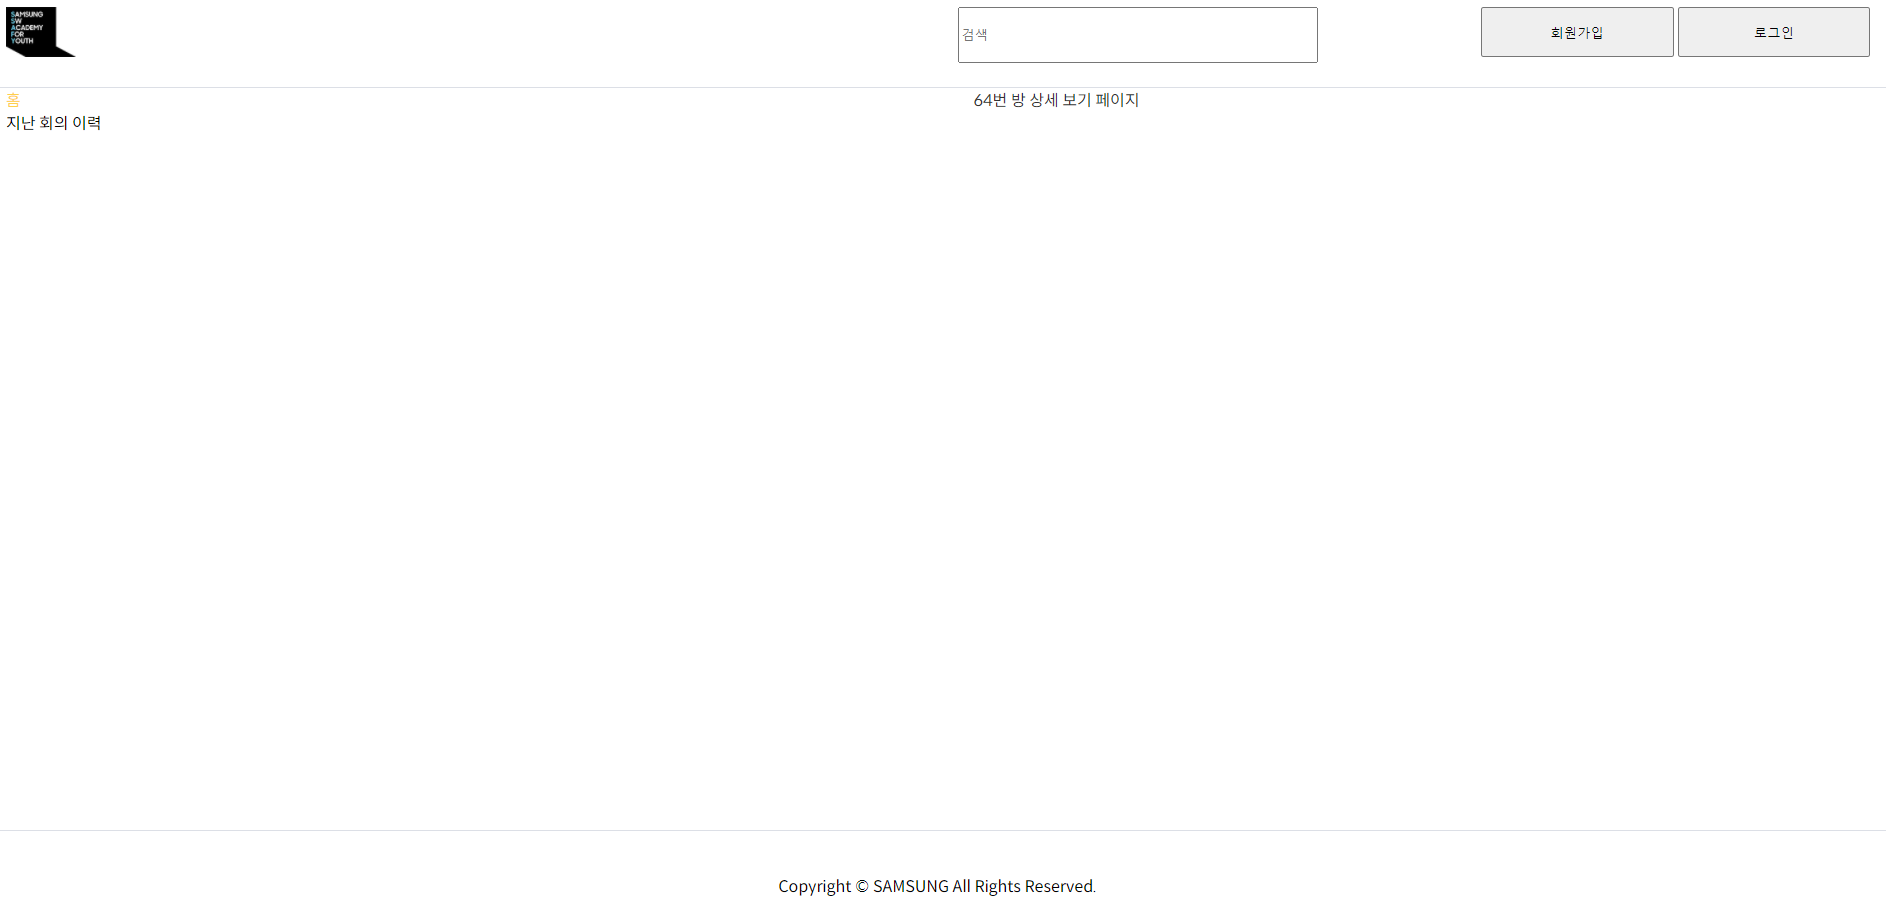 SAMSUNG
SW
ACADEMY
FOR
YOUTH
검색
회원가입
로그인
홈
지난 회의 이력
64번 방 상세 보기 페이지
Copyright © SAMSUNG All Rights Reserved.